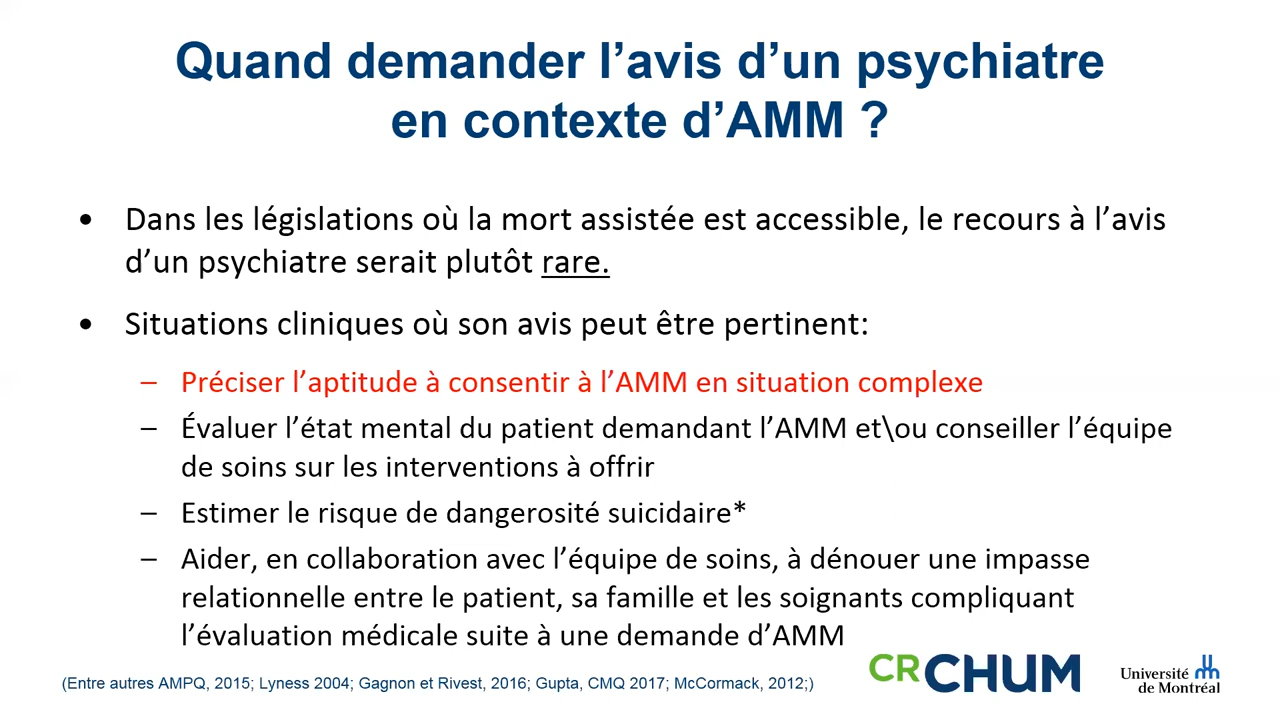 Quand demander l’avis d’un psychiatre
en contexte d’AMM ?
• Dans les législations où la mort assistée est accessible, le recours à l’avis
d’un psychiatre serait plutôt rare.
• Situations cliniques où son avis peut être pertinent:
– Préciser l’aptitude à consentir à l’AMM en situation complexe
– Évaluer l’état mental du patient demandant l’AMM et\ou conseiller l’équipe
de soins sur les interventions à offrir
– Estimer le risque de dangerosité suicidaire*
– Aider, en collaboration avec l’équipe de soins, à dénouer une impasse
relationnelle entre le patient, sa famille et les soignants compliquant
l’évaluation médicale suite à une demande d’AMM
(Entre autres AMPQ, 2015; Lyness 2004; Gagnon et Rivest, 2016; Gupta, CMQ 2017; McCormack, 2012;)
CRCHUM
Université
de Montréal